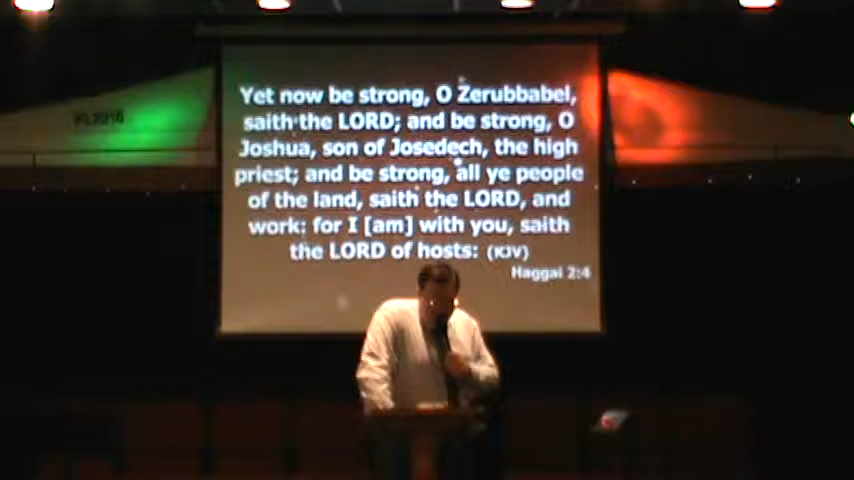 Yet now be strong, O Zerubbabel,
saith the LORD; and be strong, O
Joshua, son of Josedech, the high
priest; and be strong, all ye people
of the land, saith the LORD, and
work: for I [am] with you, saith
the LORD of hosts: (KJV)
Haggai 2:4